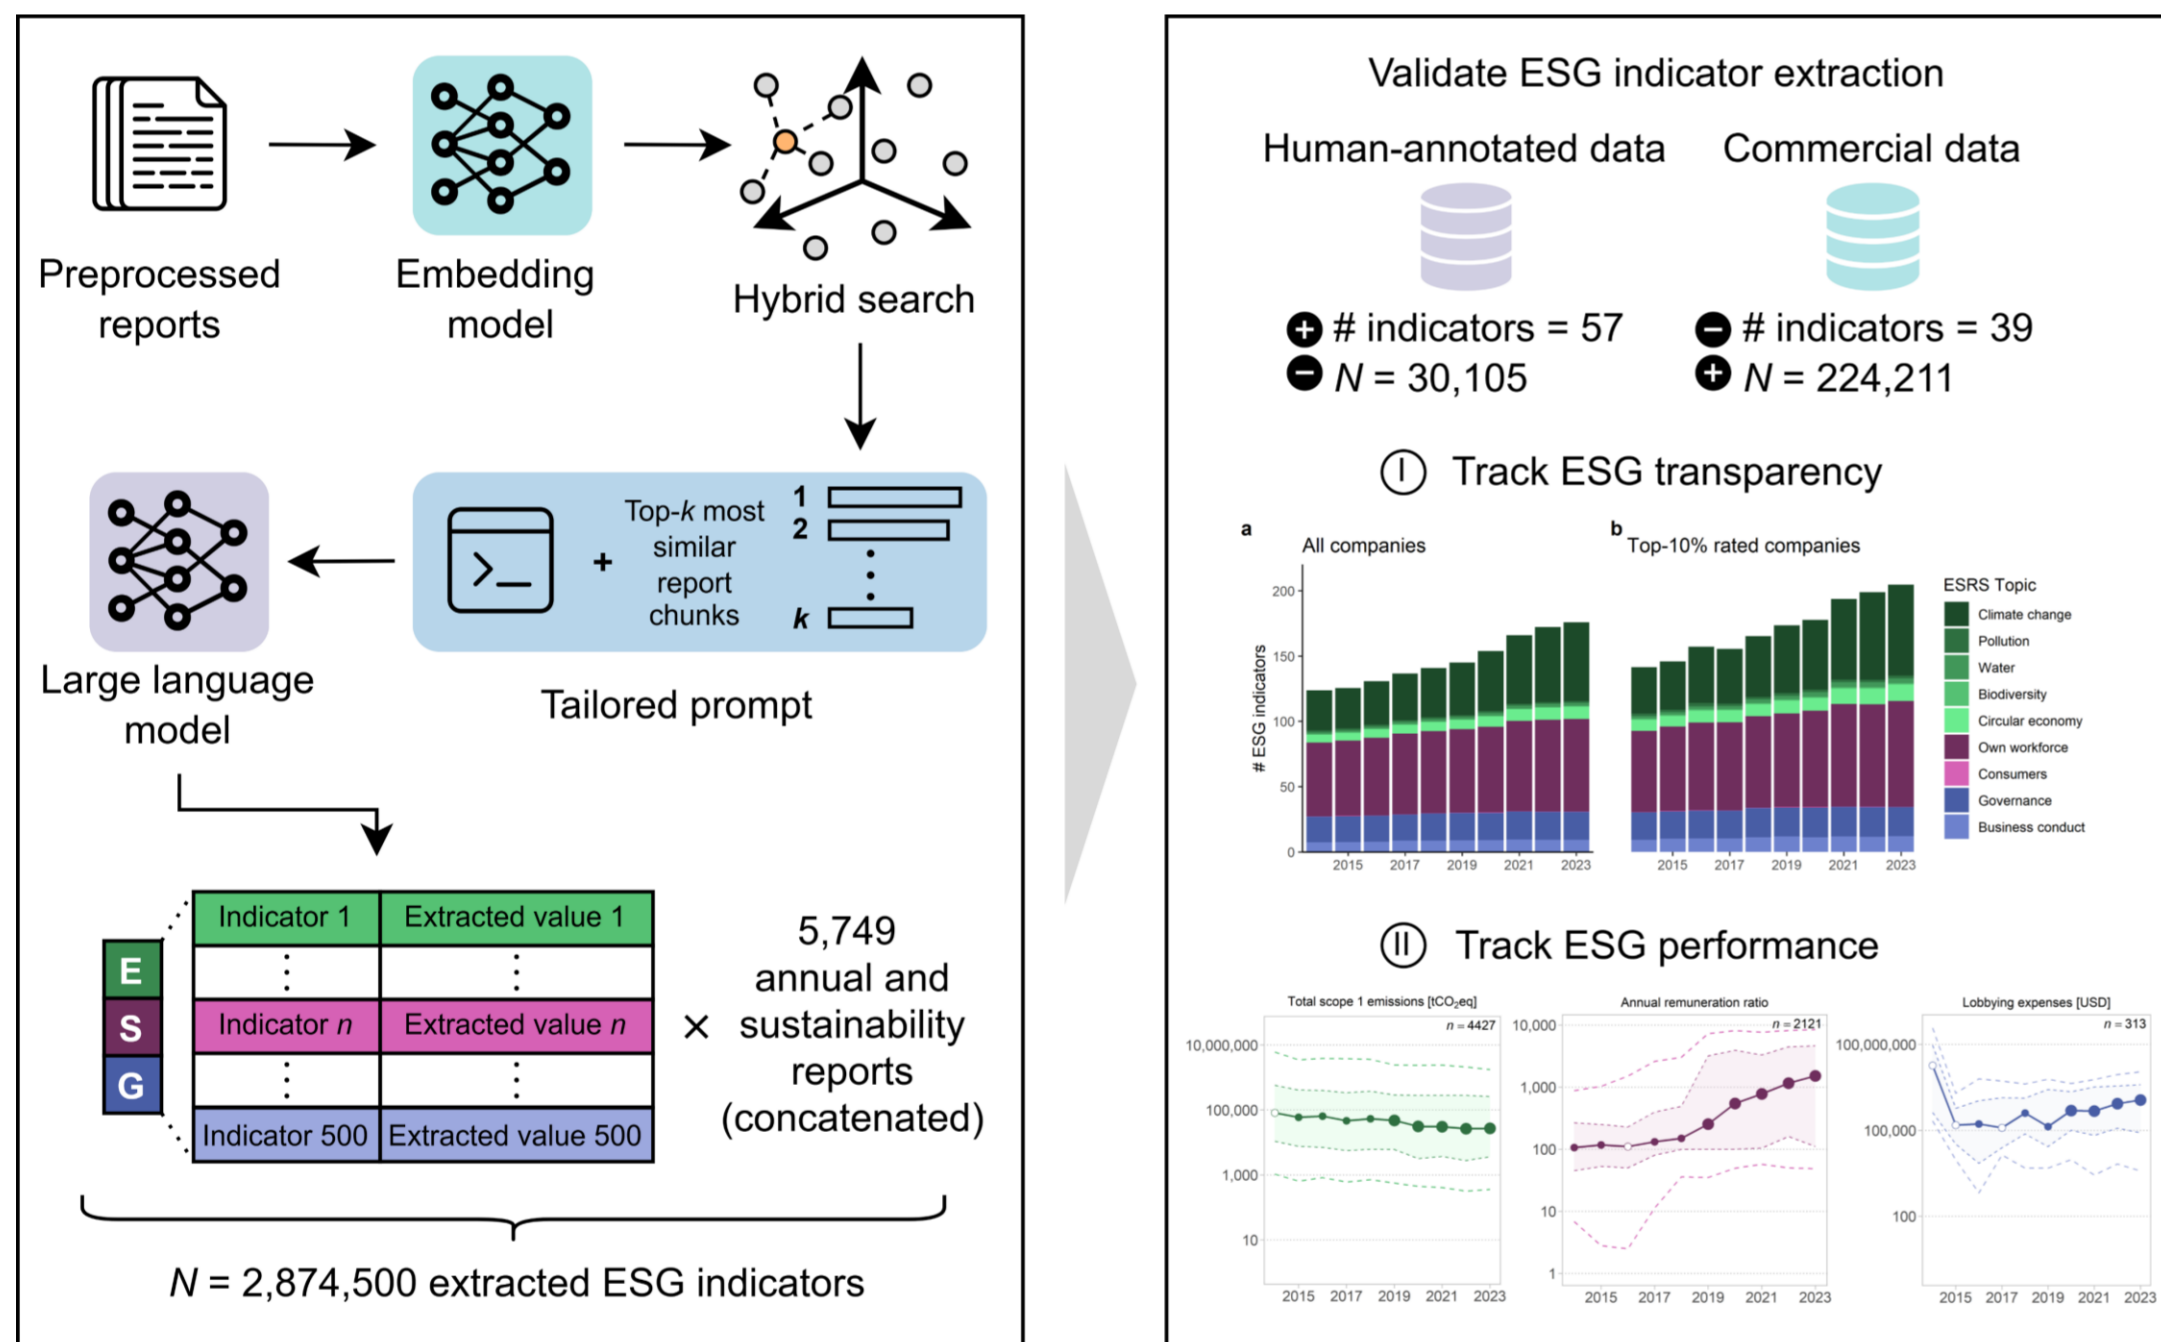 Preprocessed
reports
Embedding
model
Hybrid search
Large language
model
>_
+
Top-k most
similar
report
chunks
1
2
k
Tailored prompt
E
S
G
Indicator 1
Extracted value 1
Indicator n
Extracted value n
Indicator 500
Extracted value 500
×
5,749
annual and
sustainability
reports
(concatenated)
N = 2,874,500 extracted ESG indicators
Validate ESG indicator extraction
Human-annotated data
Commercial data
+ # indicators = 57
− N = 30,105
− # indicators = 39
+ N = 224,211
I Track ESG transparency
a
All companies
b
Top-10% rated companies
# ESG indicators
200
150
100
50
0
2015 2017 2019 2021 2023
2015 2017 2019 2021 2023
ESRS Topic
Climate change
Pollution
Water
Biodiversity
Circular economy
Own workforce
Consumers
Governance
Business conduct
II Track ESG performance
Total scope 1 emissions [tCO₂eq]
n = 4427
10,000,000
100,000
1,000
10
2015 2017 2019 2021 2023
Annual remuneration ratio
n = 2121
10,000
1,000
100
10
1
2015 2017 2019 2021 2023
Lobbying expenses [USD]
n = 313
100,000,000
100,000
100
2015 2017 2019 2021 2023